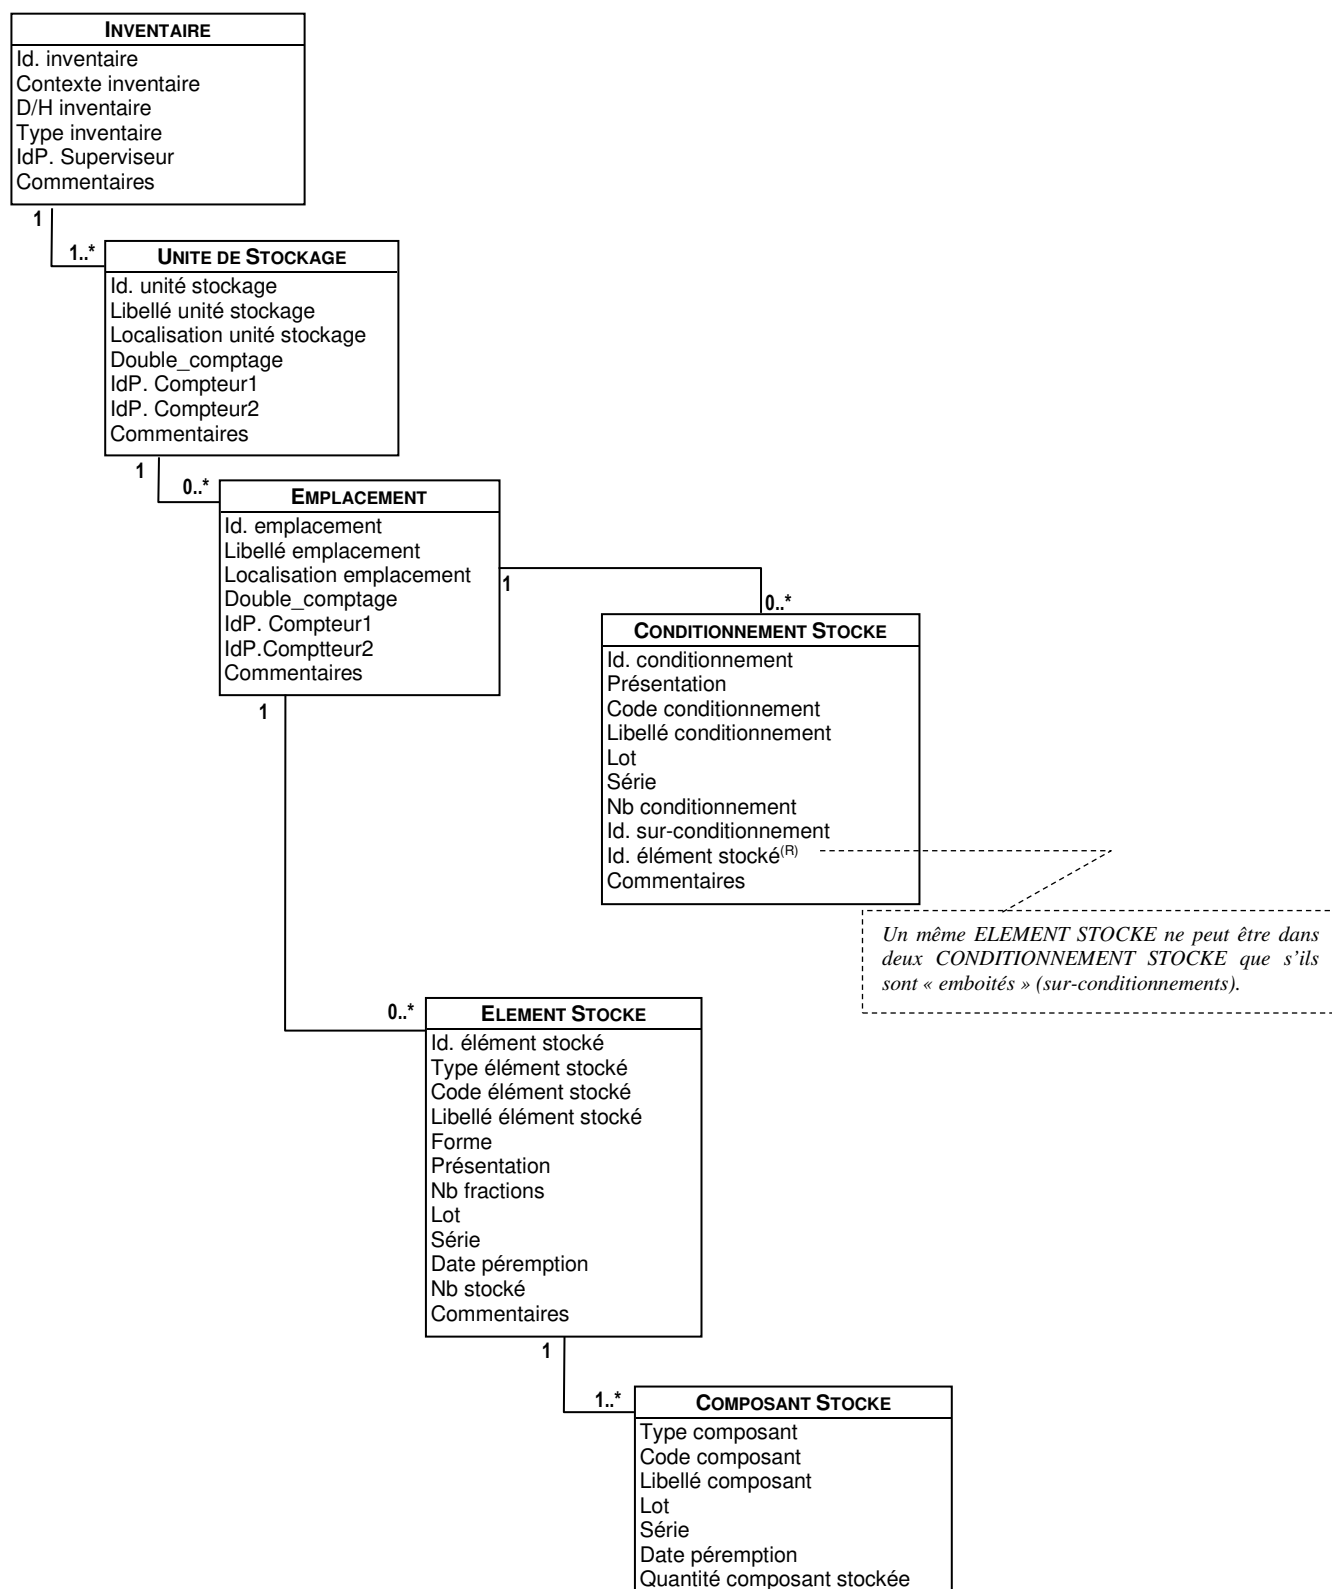 INVENTAIRE
Id. inventaire
Contexte inventaire
D/H inventaire
Type inventaire
IdP. Superviseur
Commentaires
1
1..*
UNITE DE STOCKAGE
Id. unité stockage
Libellé unité stockage
Localisation unité stockage
Double_comptage
IdP. Compteur1
IdP. Compteur2
Commentaires
1
0..*
EMPLACEMENT
Id. emplacement
Libellé emplacement
Localisation emplacement
Double_comptage
IdP. Compteur1
IdP.Comptteur2
Commentaires
1
0..*
CONDITIONNEMENT STOCKE
Id. conditionnement
Présentation
Code conditionnement
Libellé conditionnement
Lot
Série
Nb conditionnement
Id. sur-conditionnement
Id. élément stocké(R)
Commentaires
Un même ELEMENT STOCKE ne peut être dans
deux CONDITIONNEMENT STOCKE que s'ils
sont « emboités » (sur-conditionnements).
1
0..*
ELEMENT STOCKE
Id. élément stocké
Type élément stocké
Code élément stocké
Libellé élément stocké
Forme
Présentation
Nb fractions
Lot
Série
Date péremption
Nb stocké
Commentaires
1
1..*
COMPOSANT STOCKE
Type composant
Code composant
Libellé composant
Lot
Série
Date péremption
Quantité composant stockée